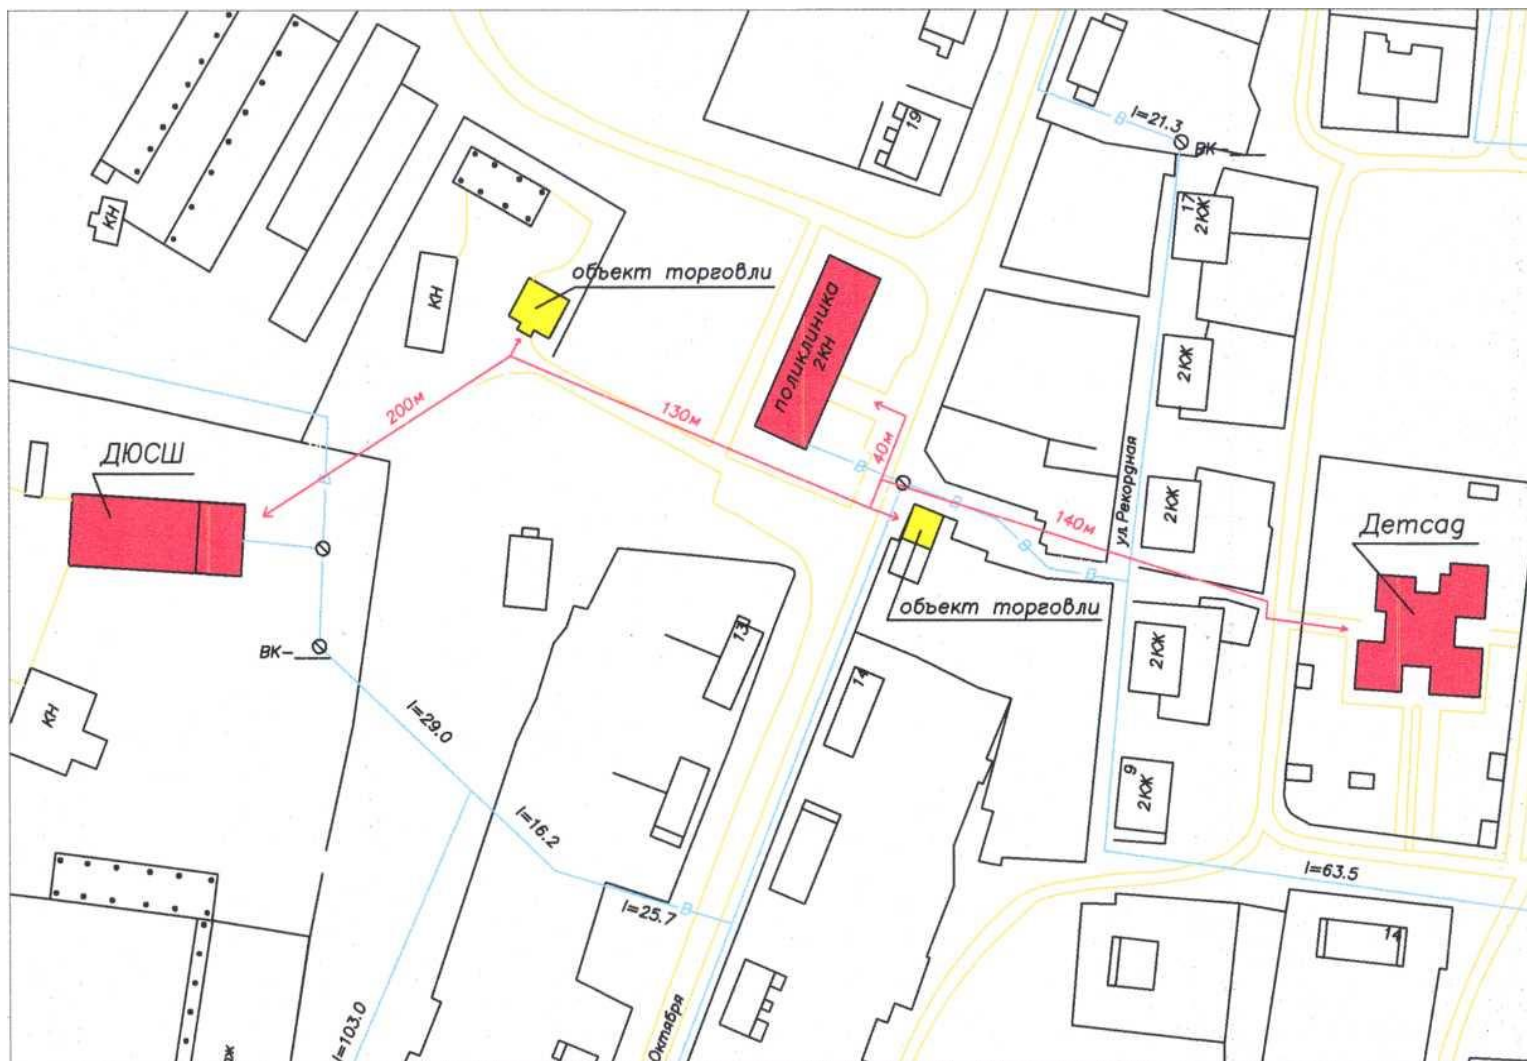 l=21.3
В
ВК-
19
КН
17
2КЖ
объект торговли
КН
поликлиника
2КН
2КЖ
200м
130м
40м
ул. Рекордная
ДЮСШ
В
В
2КЖ
140м
Детсад
В
В
объект торговли
ВК-
13
2КЖ
14
КН
l=29.0
9
2КЖ
l=16.2
l=63.5
l=25.7
В
14
Октября
l=103.0